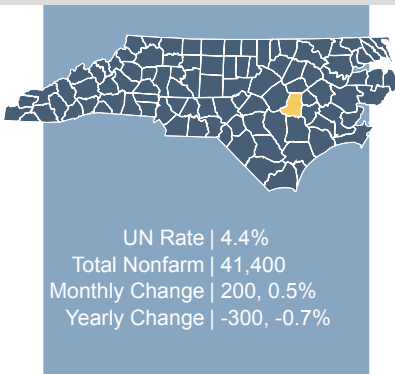 UN Rate | 4.4%
Total Nonfarm | 41,400
Monthly Change | 200, 0.5%
Yearly Change | -300, -0.7%